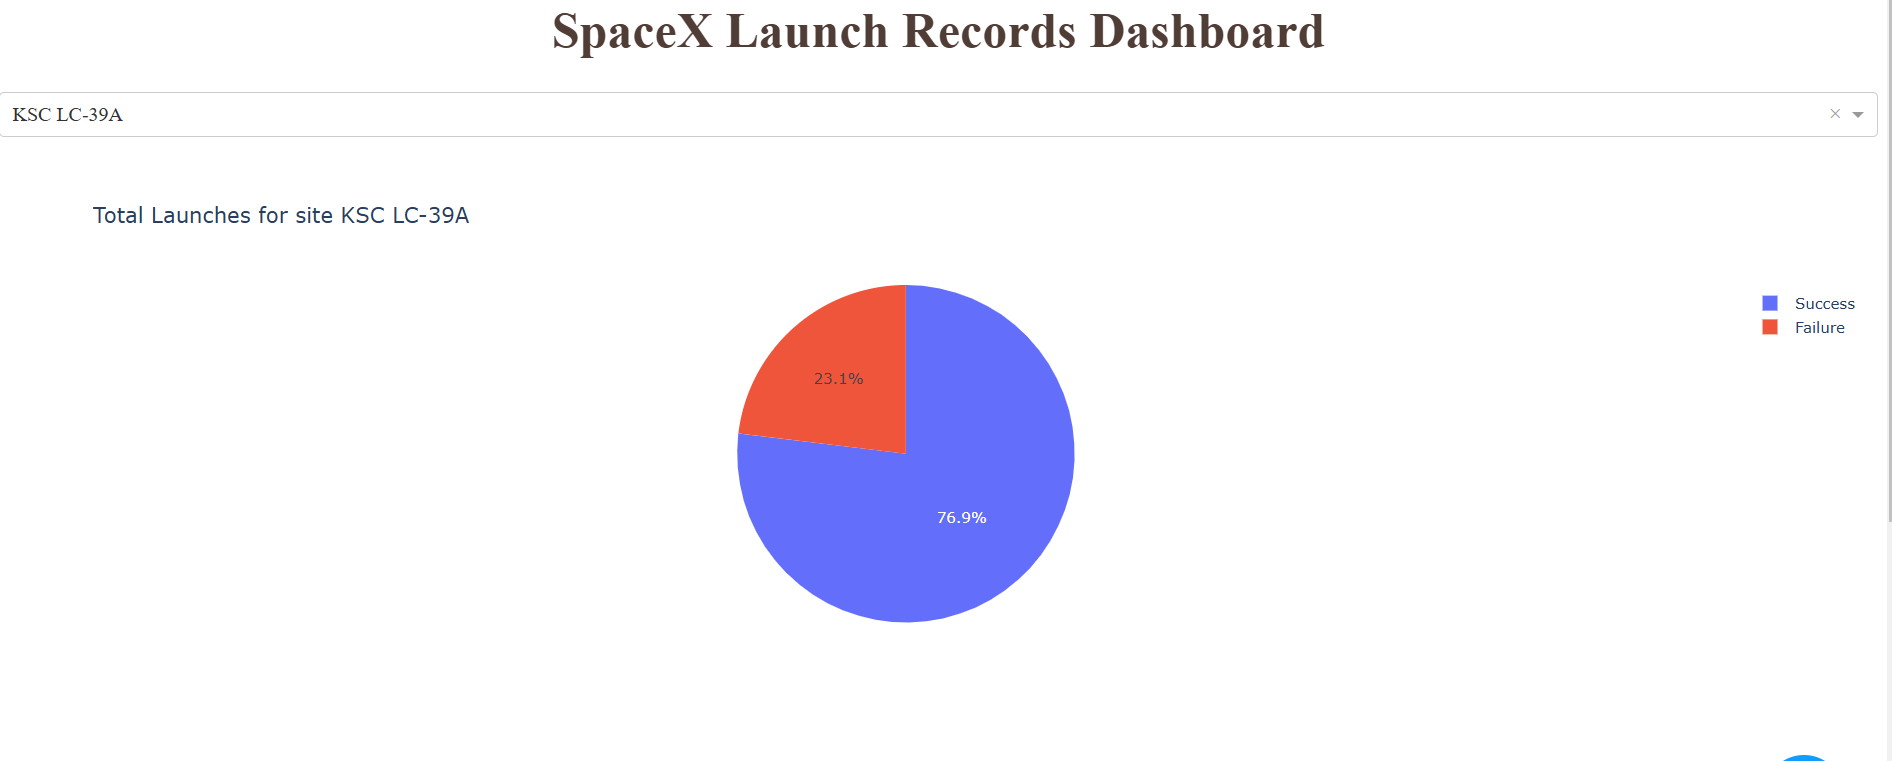 SpaceX Launch Records Dashboard
KSC LC-39A
×
Total Launches for site KSC LC-39A
Success
Failure
23.1%
76.9%